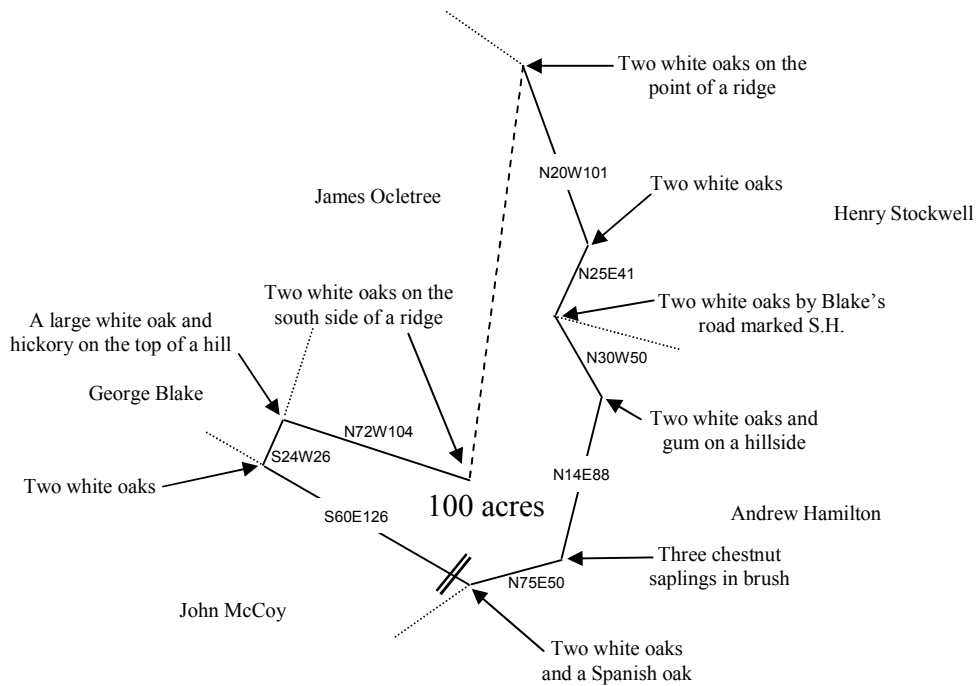 Two white oaks on the
point of a ridge
N20W101
Two white oaks
James Ocletree
Henry Stockwell
N25E41
Two white oaks on the
south side of a ridge
Two white oaks by Blake's
road marked S.H.
A large white oak and
hickory on the top of a hill
N30W50
George Blake
N72W104
Two white oaks and
gum on a hillside
S24W26
Two white oaks
N14E88
100 acres
S60E126
Andrew Hamilton
Three chestnut
saplings in brush
N75E50
John McCoy
Two white oaks
and a Spanish oak